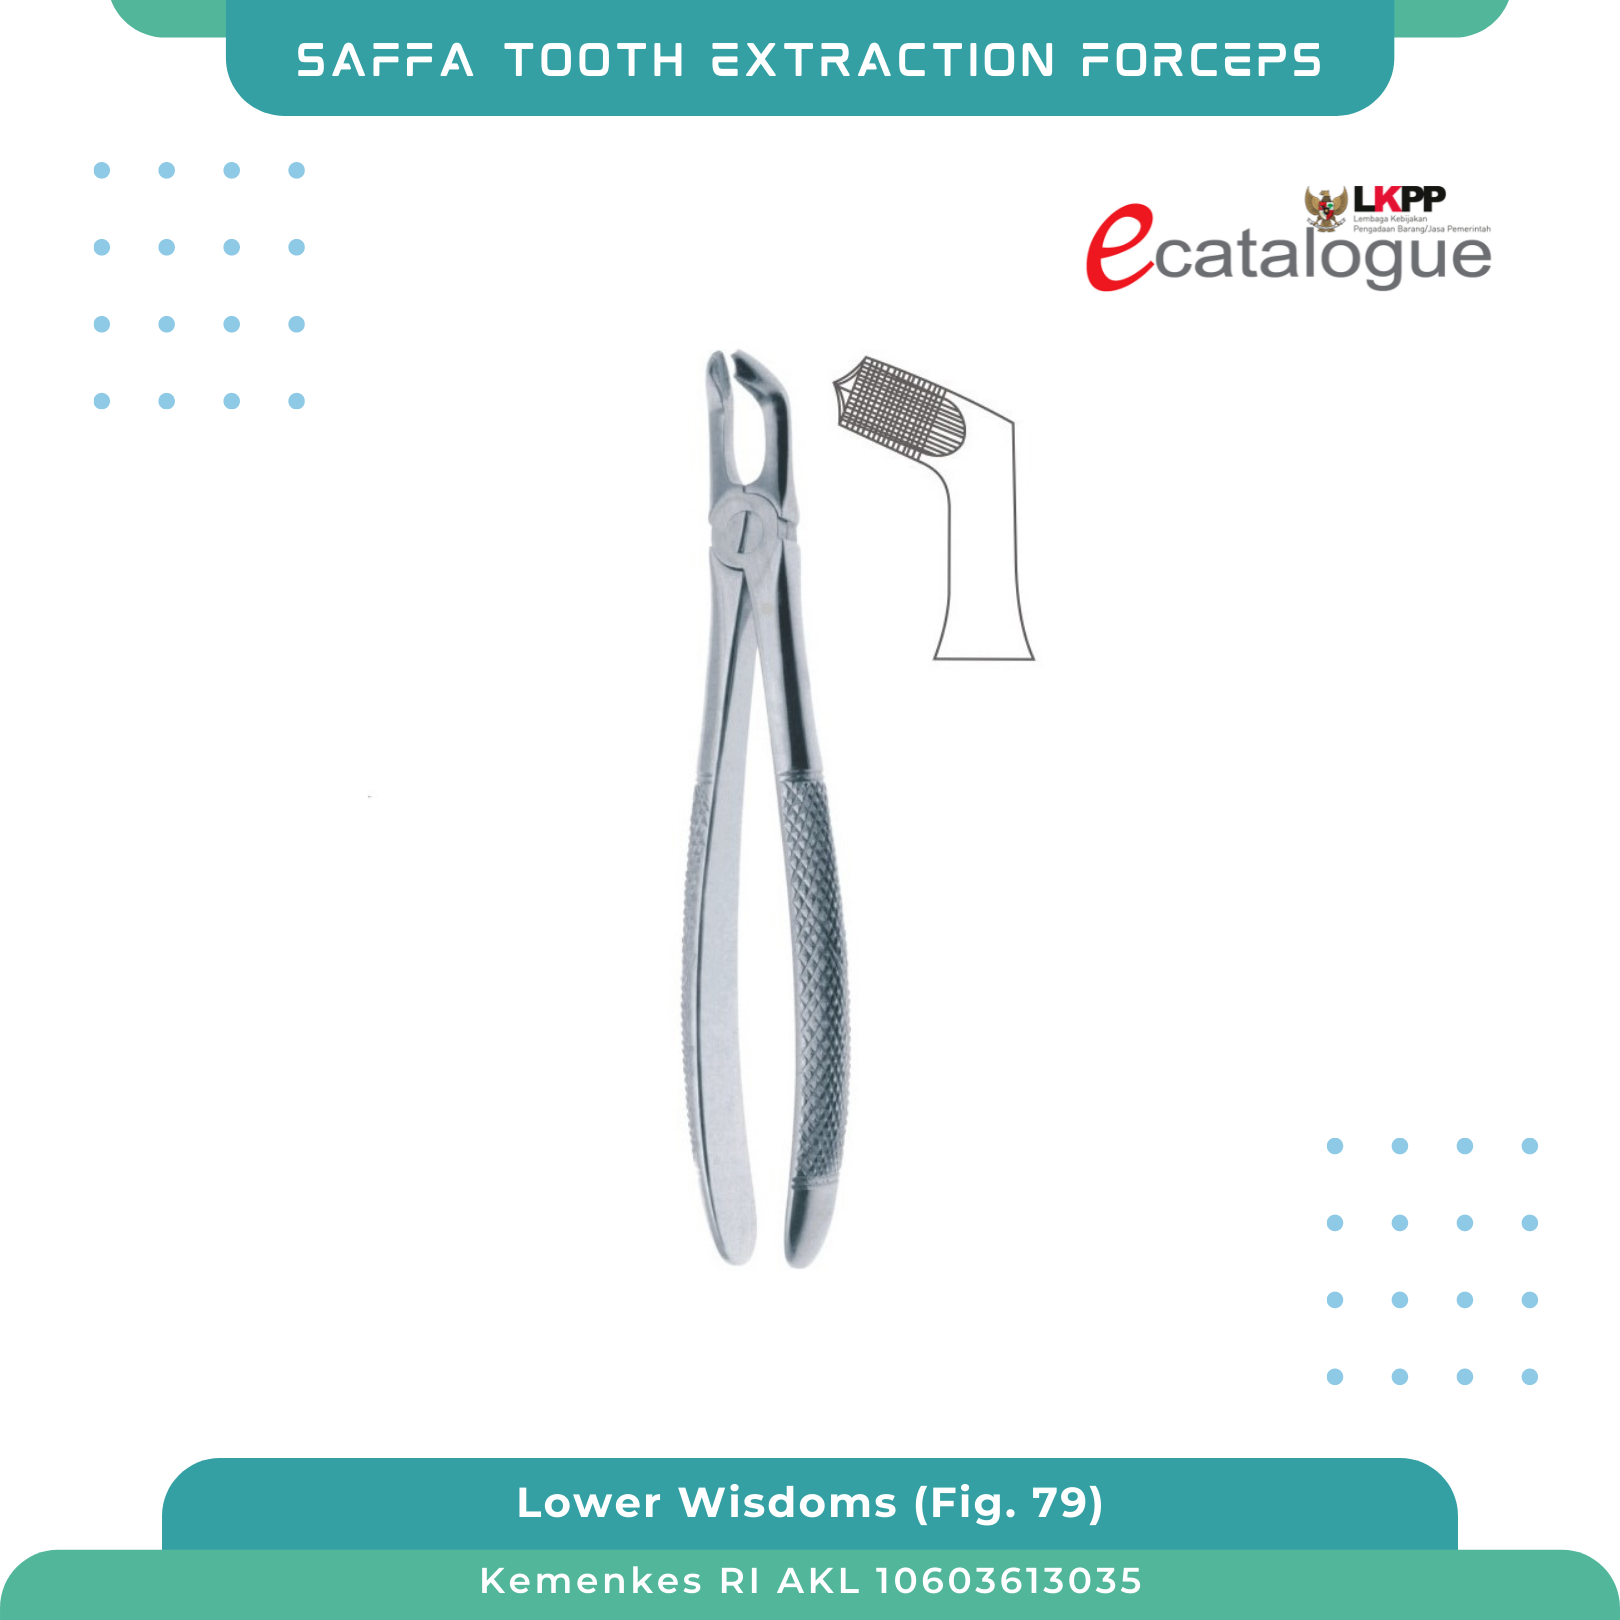 SAFFA TOOTH EXTRACTION FORCEPS
LKPP
Lembaga Kebijakan
Pengadaan Barang/Jasa Pemerintah
ecatalogue
Lower Wisdoms (Fig. 79)
Kemenkes RI AKL 10603613035